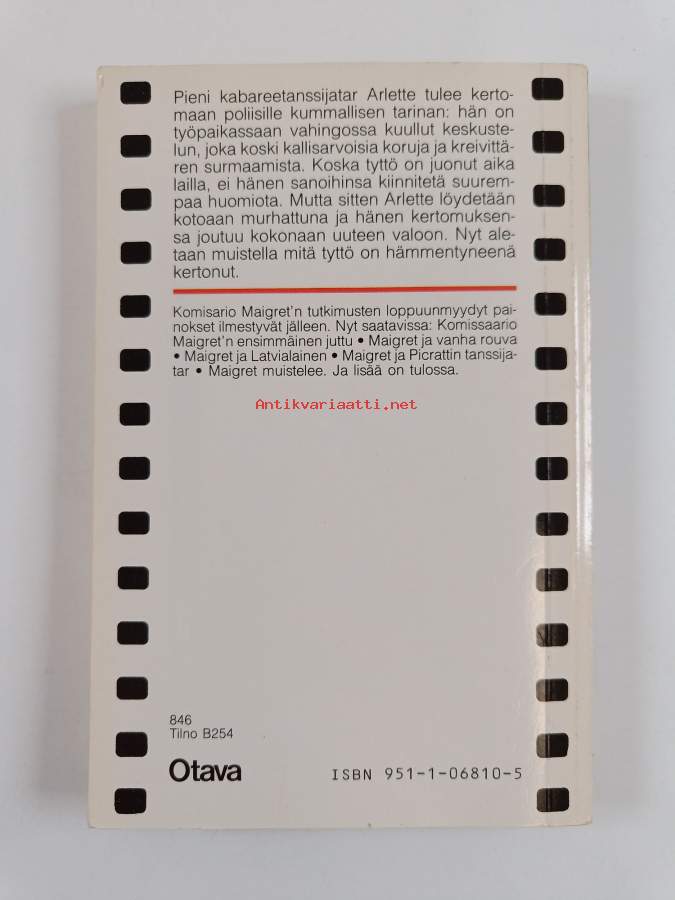 Pieni kabareetanssijatar Arlette tulee kerto-
maan poliisille kummallisen tarinan: hän on
työpaikassaan vahingossa kuullut keskuste-
lun, joka koski kallisarvoisia koruja ja kreivittä-
ren surmaamista. Koska tyttö on juonut aika
lailla, ei hänen sanoihinsa kiinnitetä suurem-
paa huomiota. Mutta sitten Arlette löydetään
kotoaan murhattuna ja hänen kertomuksen-
sa joutuu kokonaan uuteen valoon. Nyt ale-
taan muistella mitä tyttö on hämmentyneenä
kertonut.
Komisario Maigret'n tutkimusten loppuunmyydyt pai-
nokset ilmestyvät jälleen. Nyt saatavissa: Komissaario
Maigret'n ensimmäinen juttu • Maigret ja vanha rouva
• Maigret ja Latvialainen • Maigret ja Picrattin tanssija-
tar • Maigret muistelee. Ja lisää on tulossa.
Antikvariaatti.net
846
Tilno B254
Otava
ISBN 951-1-06810-5